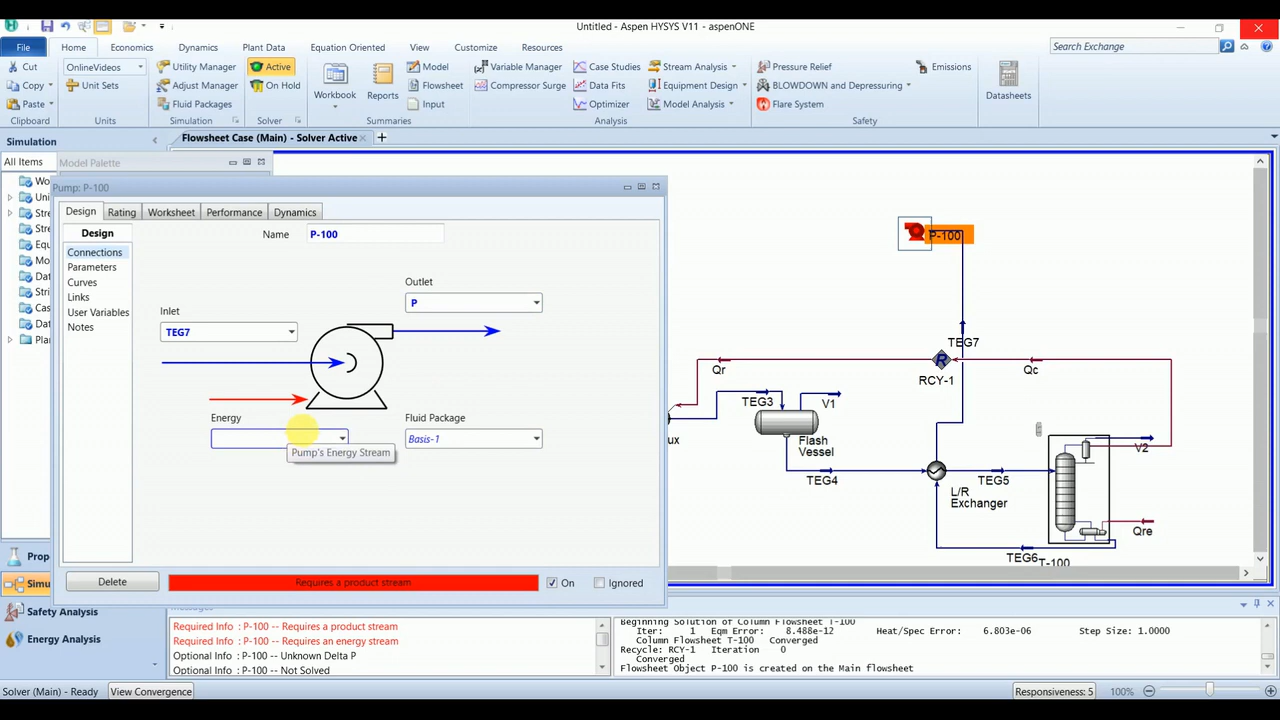 Untitled - Aspen HYSYS V11 - aspenONE
File
Home
Economics
Dynamics
Plant Data
Equation Oriented
View
Customize
Resources
Search Exchange
Cut
Copy
Paste
Clipboard
OnlineVideos
Unit Sets
Units
Utility Manager
Adjust Manager
Fluid Packages
Simulation
Active
On Hold
Solver
Workbook
Reports
Model
Flowsheet
Input
Summaries
Variable Manager
Compressor Surge
Case Studies
Data Fits
Optimizer
Stream Analysis
Equipment Design
Model Analysis
Analysis
Pressure Relief
BLOWDOWN and Depressuring
Flare System
Safety
Emissions
Datasheets
Simulation
All Items
Flowsheet Case (Main) - Solver Active
Model Palette
Pump: P-100
Design
Rating
Worksheet
Performance
Dynamics
Design
Connections
Parameters
Curves
Links
User Variables
Notes
Name
P-100
Outlet
P
Inlet
TEG7
Energy
Pump's Energy Stream
Fluid Package
Basis-1
Delete
Requires a product stream
On
Ignored
P-100
TEG7
RCY-1
Qr
Qc
TEG3
V1
Flash
Vessel
TEG4
TEG5
L/R
Exchanger
V2
Qre
TEG6
T-100
Safety Analysis
Energy Analysis
Required Info : P-100 -- Requires a product stream
Required Info : P-100 -- Requires an energy stream
Optional Info : P-100 -- Unknown Delta P
Optional Info : P-100 -- Not Solved
Beginning Solution of Column Flowsheet T-100
Iter: 1 Eqm Error: 8.488e-12 Heat/Spec Error: 6.803e-06 Step Size: 1.0000
Column Flowsheet T-100 Converged
Recycle: RCY-1 Iteration 0
Converged
Flowsheet Object P-100 is created on the Main flowsheet
Solver (Main) - Ready
View Convergence
Responsiveness: 5
100%